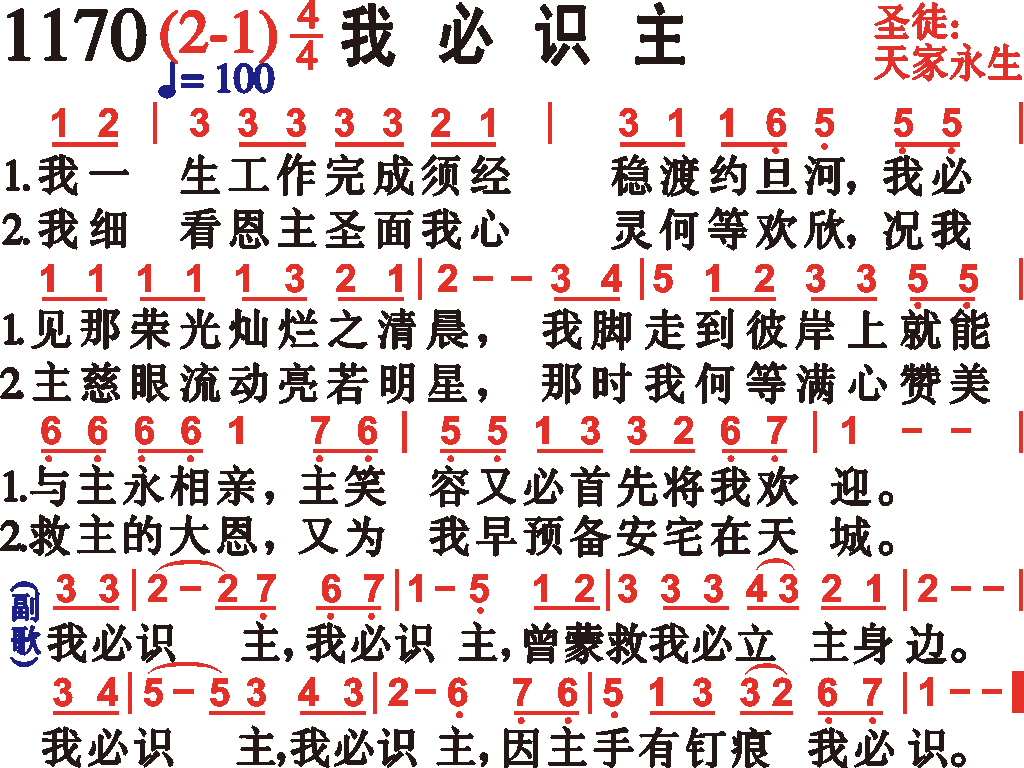 1170 (2-1) 4/4 我必识主 圣徒:
♩= 100 天家永生
1 2 | 3 3 3 3 3 2 1 | 3 1 1 6 5 5 5 |
1.我一 生工作完成须经 稳渡约旦河, 我必
2.我细 看恩主圣面我心 灵何等欢欣, 况我
1 1 1 1 1 3 2 1 | 2 - - 3 4 | 5 1 2 3 3 5 5 |
1.见那荣光灿烂之清晨, 我脚走到彼岸上就能
2.主慈眼流动亮若明星, 那时我何等满心赞美
6 6 6 6 1 7 6 | 5 5 1 3 3 2 6 7 | 1 - - |
1.与主永相亲, 主笑 容又必首先将我欢 迎。
2.救主的大恩, 又为 我早预备安宅在天 城。
(副歌) 3 3 | 2 - 2 7 6 7 | 1 - 5 1 2 | 3 3 3 4 3 2 1 | 2 - - |
我必识 主, 我必识 主, 曾蒙救我必立 主身边。
3 4 | 5 - 5 3 4 3 | 2 - 6 7 6 | 5 1 3 3 2 6 7 | 1 - -
我必识 主, 我必识 主, 因主手有钉痕 我必识。